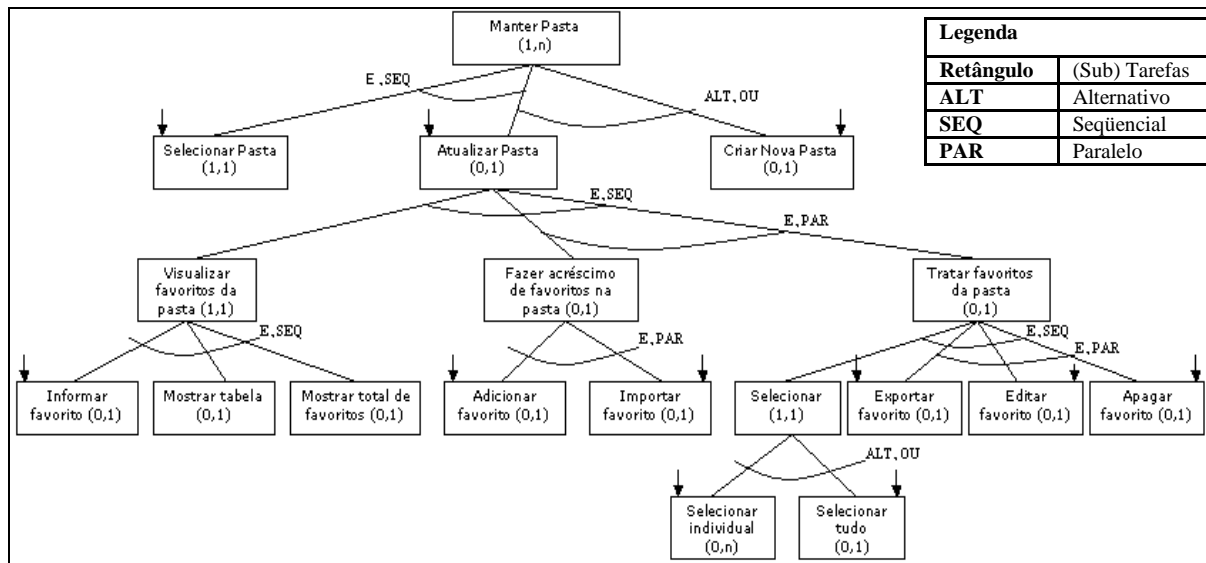 Manter Pasta
(1,n)
E,SEQ
ALT,OU
Selecionar Pasta
(1,1)
Atualizar Pasta
(0,1)
Criar Nova Pasta
(0,1)
E,SEQ
E,PAR
Visualizar
favoritos da
pasta (1,1)
Fazer acréscimo
de favoritos na
pasta (0,1)
Tratar favoritos
da pasta
(0,1)
E,SEQ
E,PAR
E,SEQ
E,PAR
Informar
favorito (0,1)
Mostrar tabela
(0,1)
Mostrar total de
favoritos (0,1)
Adicionar
favorito (0,1)
Importar
favorito (0,1)
Selecionar
(1,1)
Exportar
favorito (0,1)
Editar
favorito (0,1)
Apagar
favorito (0,1)
ALT,OU
Selecionar
individual
(0,n)
Selecionar
tudo
(0,1)
Legenda
Retângulo (Sub) Tarefas
ALT Alternativo
SEQ Seqüencial
PAR Paralelo